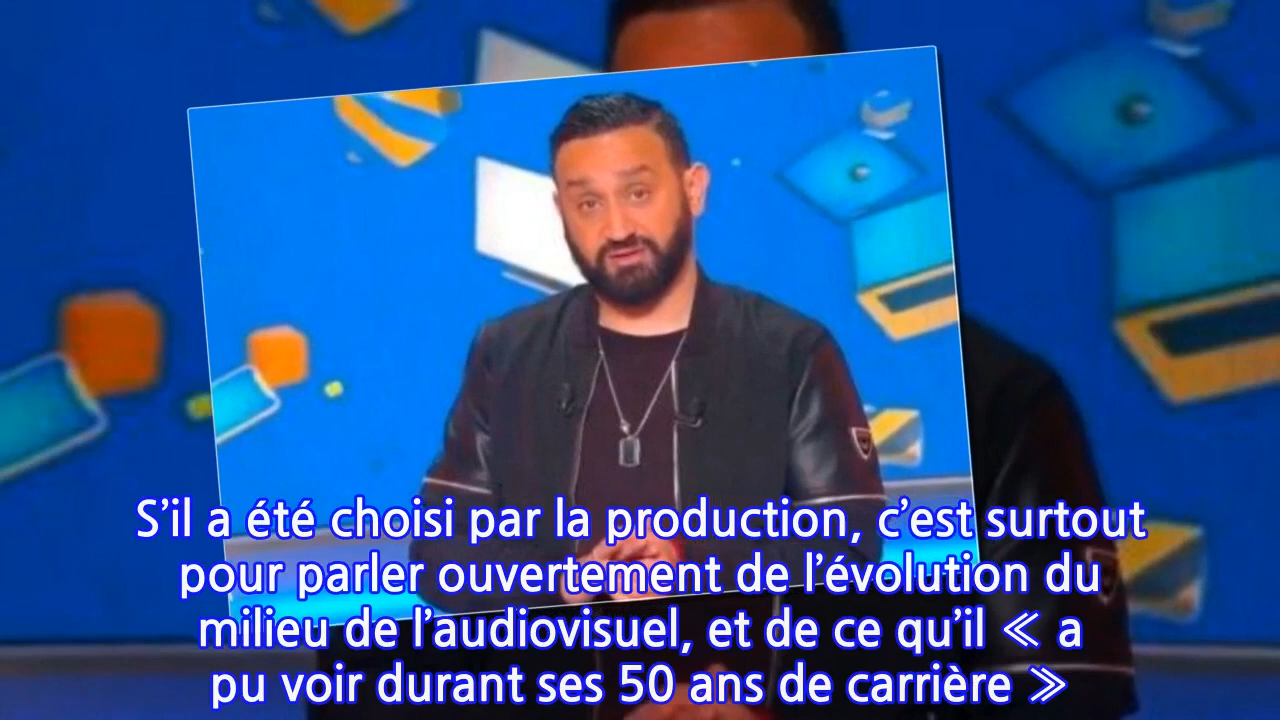 S'il a été choisi par la production, c'est surtout
pour parler ouvertement de l'évolution du
milieu de l'audiovisuel, et de ce qu'il « a
pu voir durant ses 50 ans de carrière »